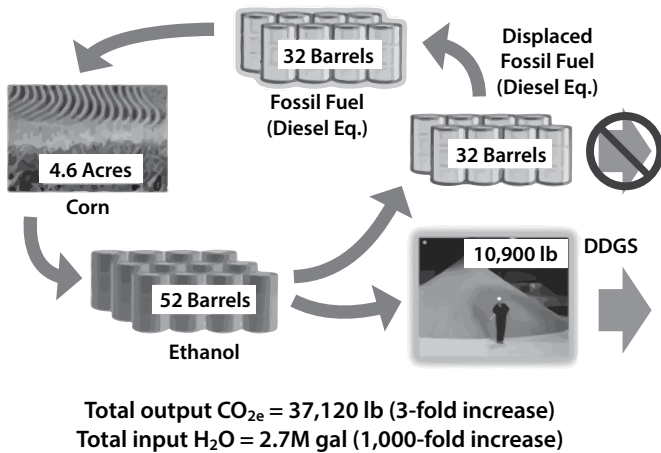 32 Barrels
Fossil Fuel
(Diesel Eq.)
Displaced
Fossil Fuel
(Diesel Eq.)
32 Barrels
4.6 Acres
Corn
52 Barrels
Ethanol
10,900 lb
DDGS
Total output CO₂ₑ = 37,120 lb (3-fold increase)
Total input H₂O = 2.7M gal (1,000-fold increase)